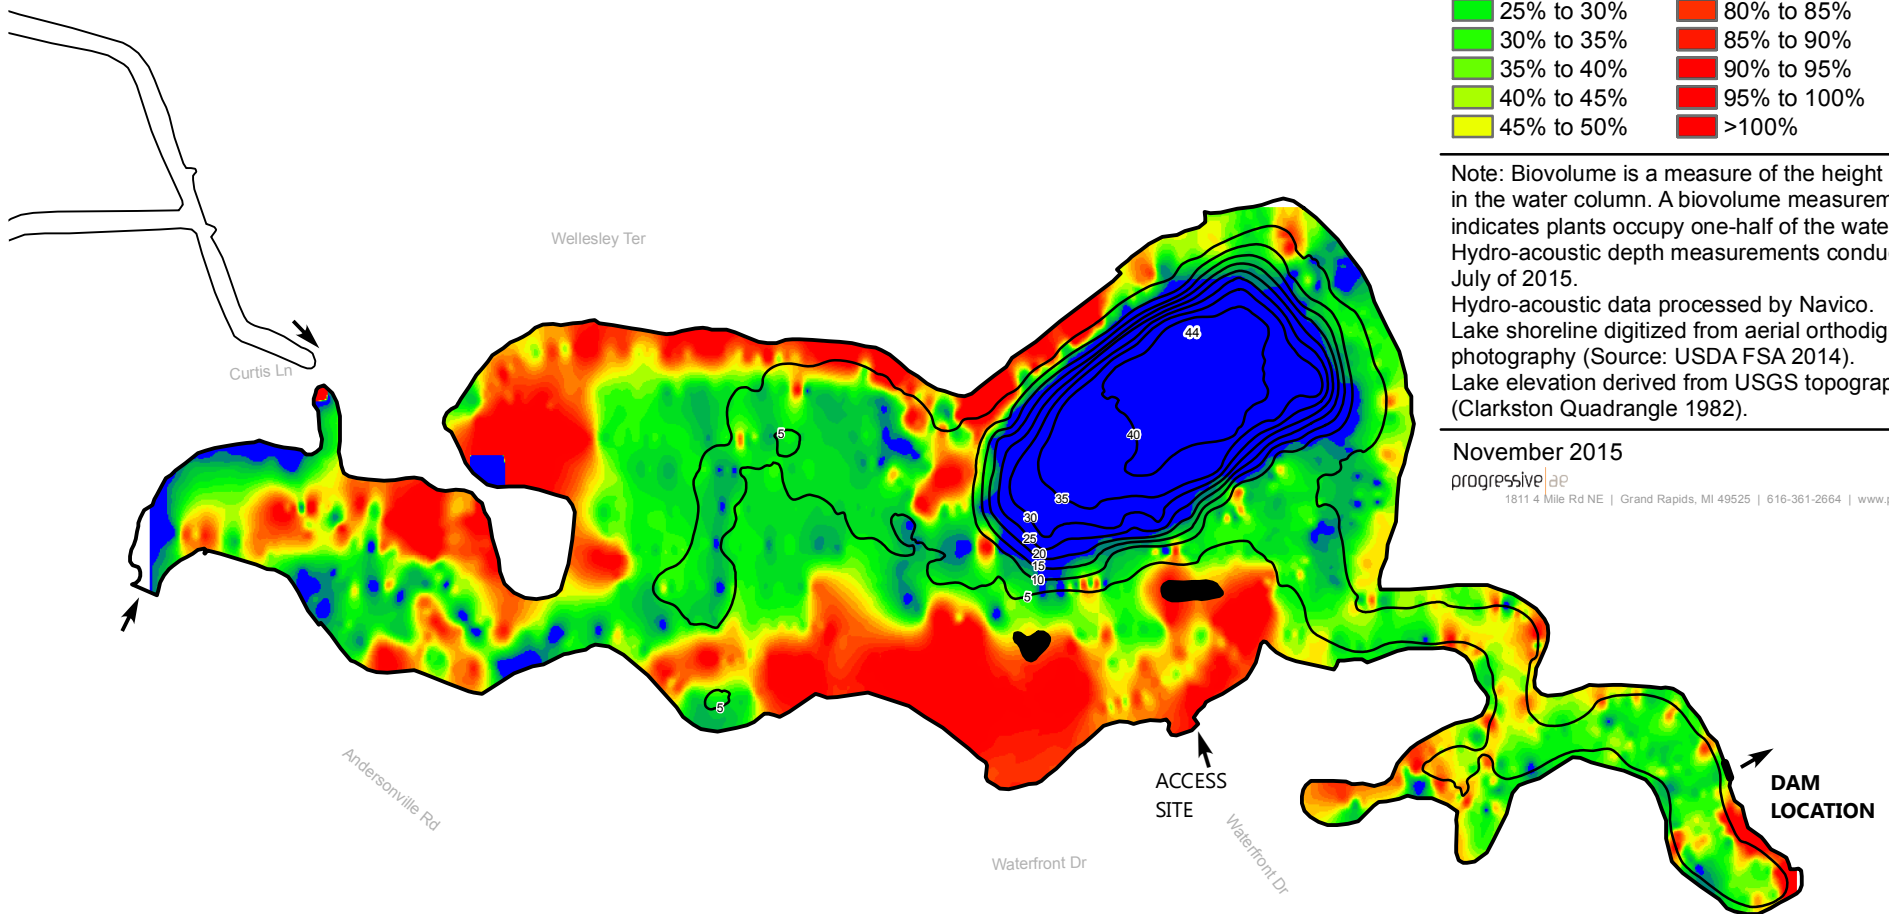 25% to 30%
30% to 35%
35% to 40%
40% to 45%
45% to 50%
80% to 85%
85% to 90%
90% to 95%
95% to 100%
>100%
Note: Biovolume is a measure of the height
in the water column. A biovolume measurem
indicates plants occupy one-half of the wate
Hydro-acoustic depth measurements condu
July of 2015.
Hydro-acoustic data processed by Navico.
Lake shoreline digitized from aerial orthodig
photography (Source: USDA FSA 2014).
Lake elevation derived from USGS topograp
(Clarkston Quadrangle 1982).
November 2015
progressive ae
1811 4 Mile Rd NE | Grand Rapids, MI 49525 | 616-361-2664 | www.p
Wellesley Ter
Curtis Ln
44
40
35
30
25
20
15
10
5
5
5
ACCESS
SITE
DAM
LOCATION
Andersonville Rd
Waterfront Dr
Waterfront Dr